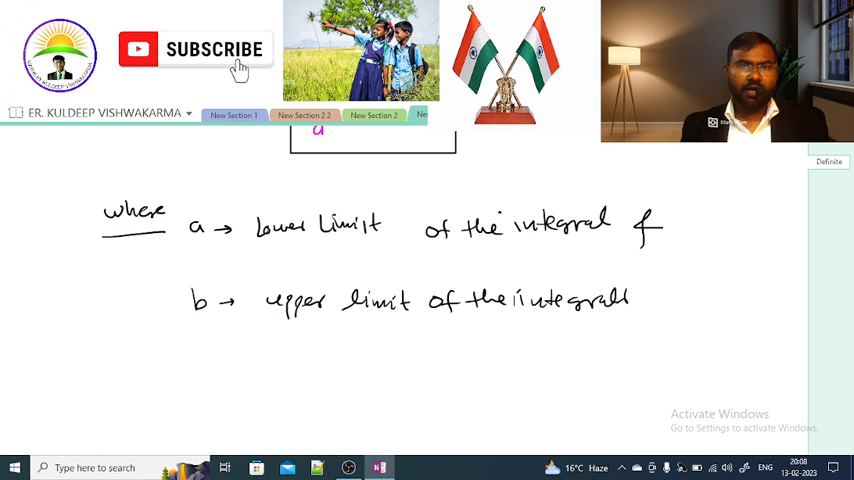 SUBSCRIBE
ER. KULDEEP VISHWAKARMA
New Section 1
New Section 2 2
New Section 2
Ne
a
Definite
where a → lower limit of the integral &
b → upper limit of the integrals
Activate Windows
Go to Settings to activate Windows.
Type here to search
16°C Haze
ENG
20:08
13-02-2023